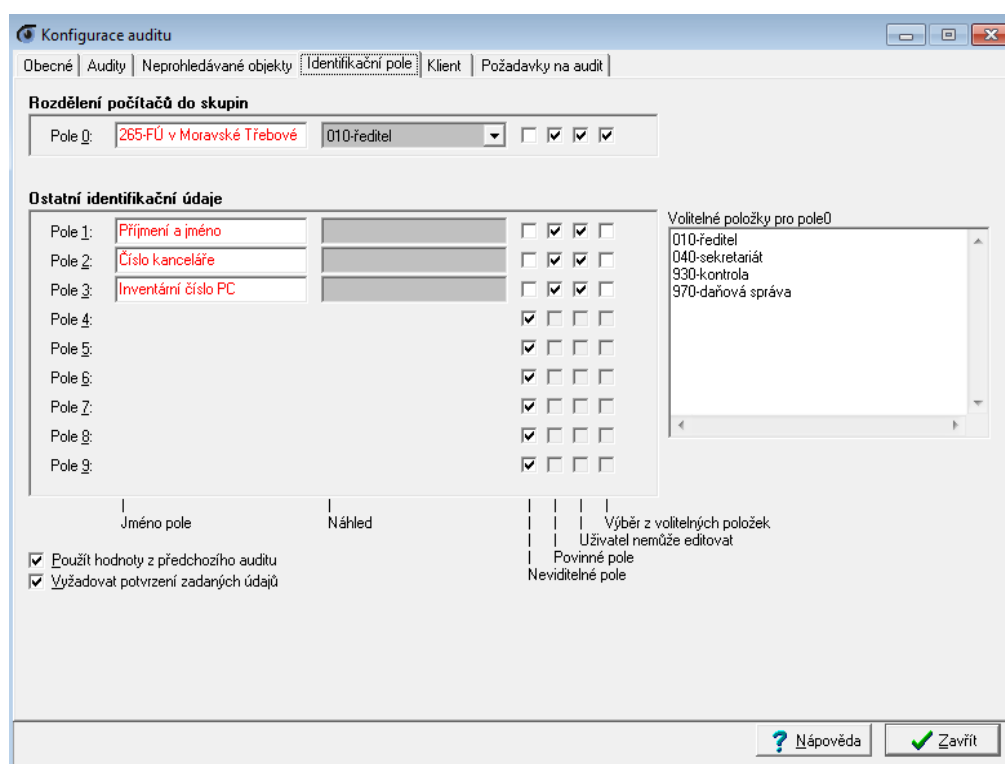 Konfigurace auditu
Obecné Audity Neprohledávané objekty Identifikační pole Klient Požadavky na audit
Rozdělení počítačů do skupin
Pole 0: 265-FÚ v Moravské Třebové 010-ředitel
Ostatní identifikační údaje
Pole 1: Příjmení a jméno
Pole 2: Číslo kanceláře
Pole 3: Inventární číslo PC
Pole 4:
Pole 5:
Pole 6:
Pole 7:
Pole 8:
Pole 9:
Volitelné položky pro pole0
010-ředitel
040-sekretariát
930-kontrola
970-daňová správa
Jméno pole Náhled Výběr z volitelných položek
Uživatel nemůže editovat
Povinné pole
Neviditelné pole
Použít hodnoty z předchozího auditu
Vyžadovat potvrzení zadaných údajů
Nápověda Zavřít